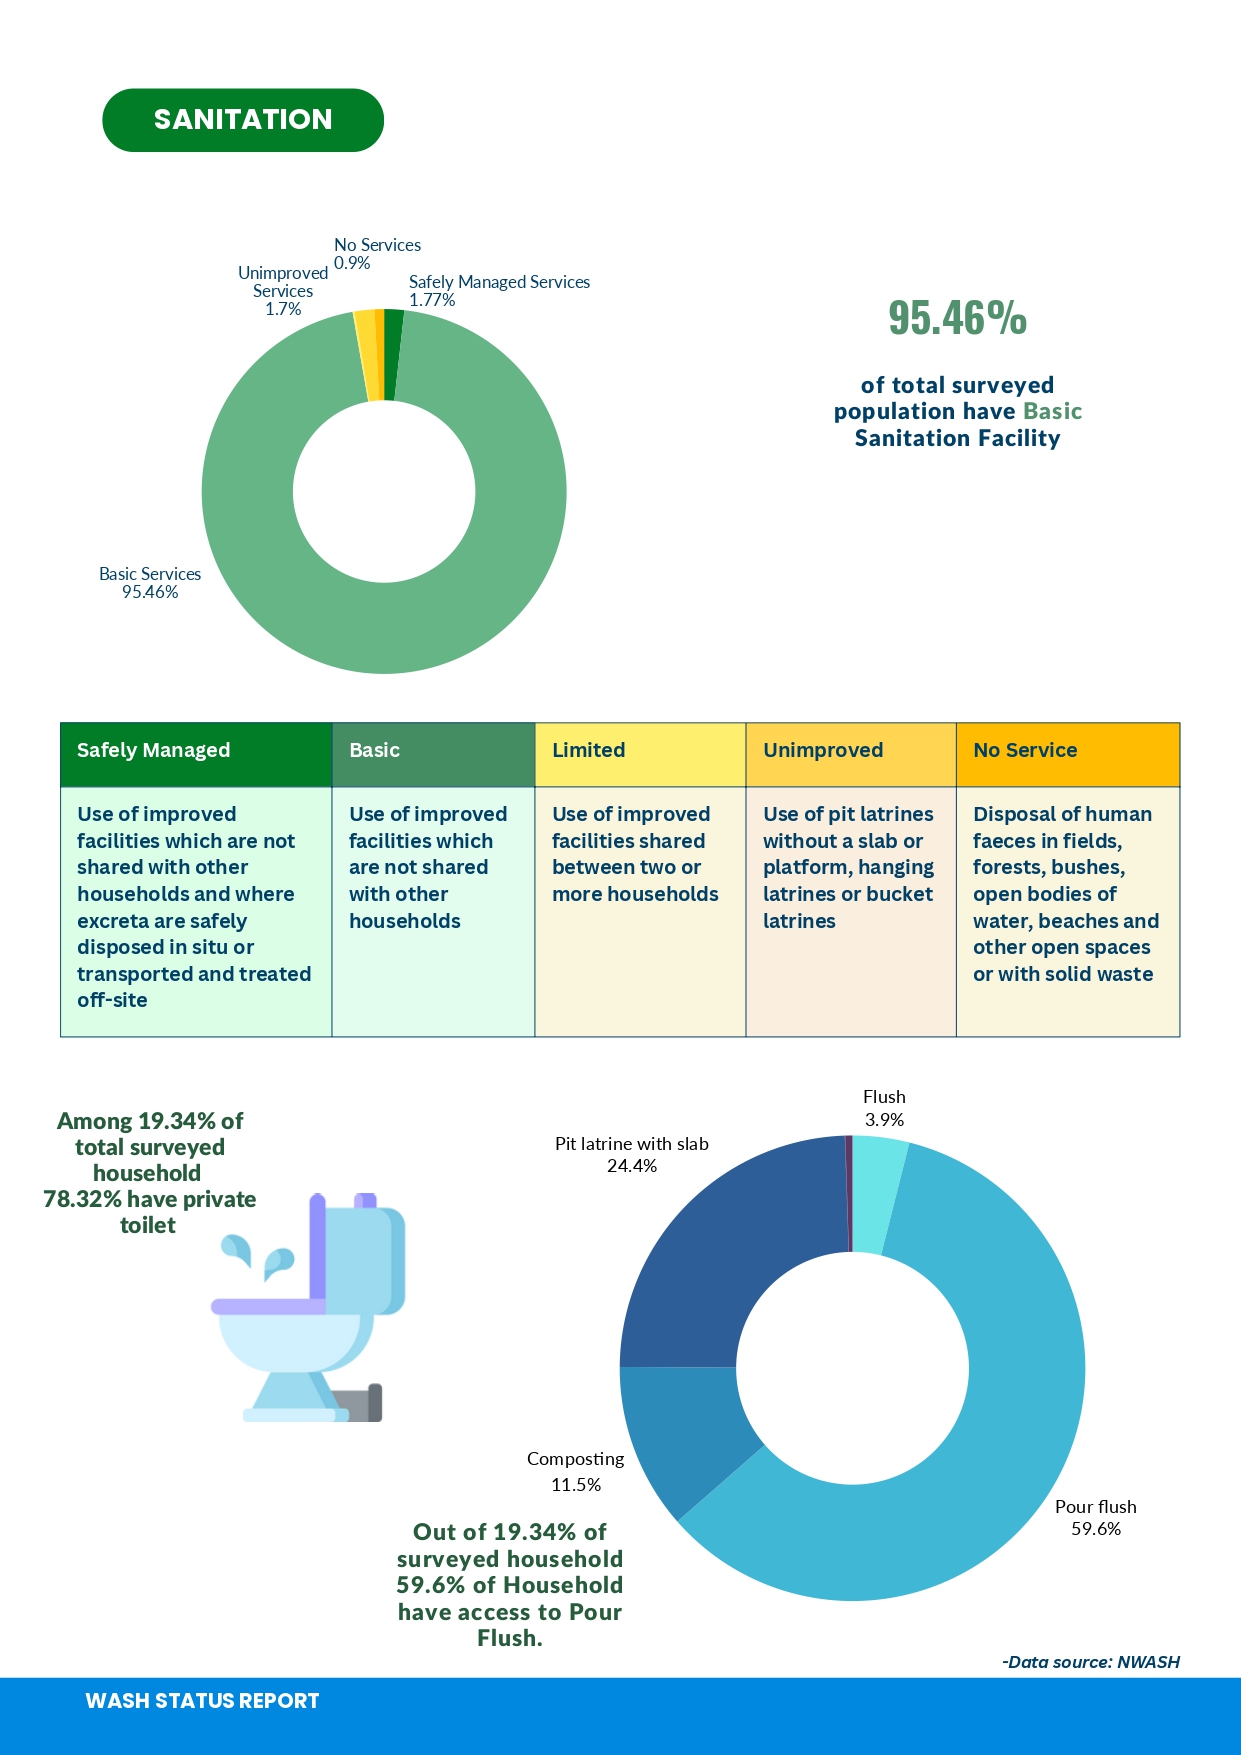 SANITATION
No Services
0.9%
Unimproved
Services
1.7%
Safely Managed Services
1.77%
Basic Services
95.46%
95.46%
of total surveyed
population have Basic
Sanitation Facility
Safely Managed
Use of improved
facilities which are not
shared with other
households and where
excreta are safely
disposed in situ or
transported and treated
off-site
Basic
Use of improved
facilities which
are not shared
with other
households
Limited
Use of improved
facilities shared
between two or
more households
Unimproved
Use of pit latrines
without a slab or
platform, hanging
latrines or bucket
latrines
No Service
Disposal of human
faeces in fields,
forests, bushes,
open bodies of
water, beaches and
other open spaces
or with solid waste
Among 19.34% of
total surveyed
household
78.32% have private
toilet
Flush
3.9%
Pit latrine with slab
24.4%
Composting
11.5%
Pour flush
59.6%
Out of 19.34% of
surveyed household
59.6% of Household
have access to Pour
Flush.
-Data source: NWASH
WASH STATUS REPORT